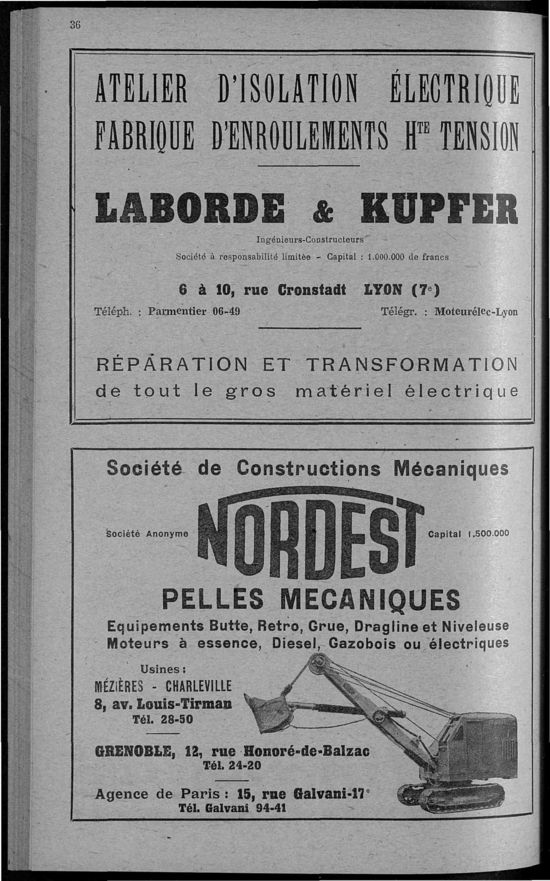 36
ATELIER D'ISOLATION ÉLECTRIQUE
FABRIQUE D'ENROULEMENTS HTE TENSION
LABORDE & KUPFER
Ingénieurs-Constructeurs
Société à responsabilité limitée - Capital : 1.000.000 de francs
6 à 10, rue Cronstadt LYON (7e)
Téléph. : Parmentier 06-49 Télégr. : Moteurélec-Lyon
RÉPARATION ET TRANSFORMATION
de tout le gros matériel électrique
Société de Constructions Mécaniques
Société Anonyme NORDEST Capital 1.500.000
PELLES MECANIQUES
Equipements Butte, Retro, Grue, Dragline et Niveleuse
Moteurs à essence, Diesel, Gazobois ou électriques
Usines :
MÉZIÈRES - CHARLEVILLE
8, av. Louis-Tirman
Tél. 28-50
GRENOBLE, 12, rue Honoré-de-Balzac
Tél. 24-20
Agence de Paris : 15, rue Galvani-17e
Tél. Galvani 94-41